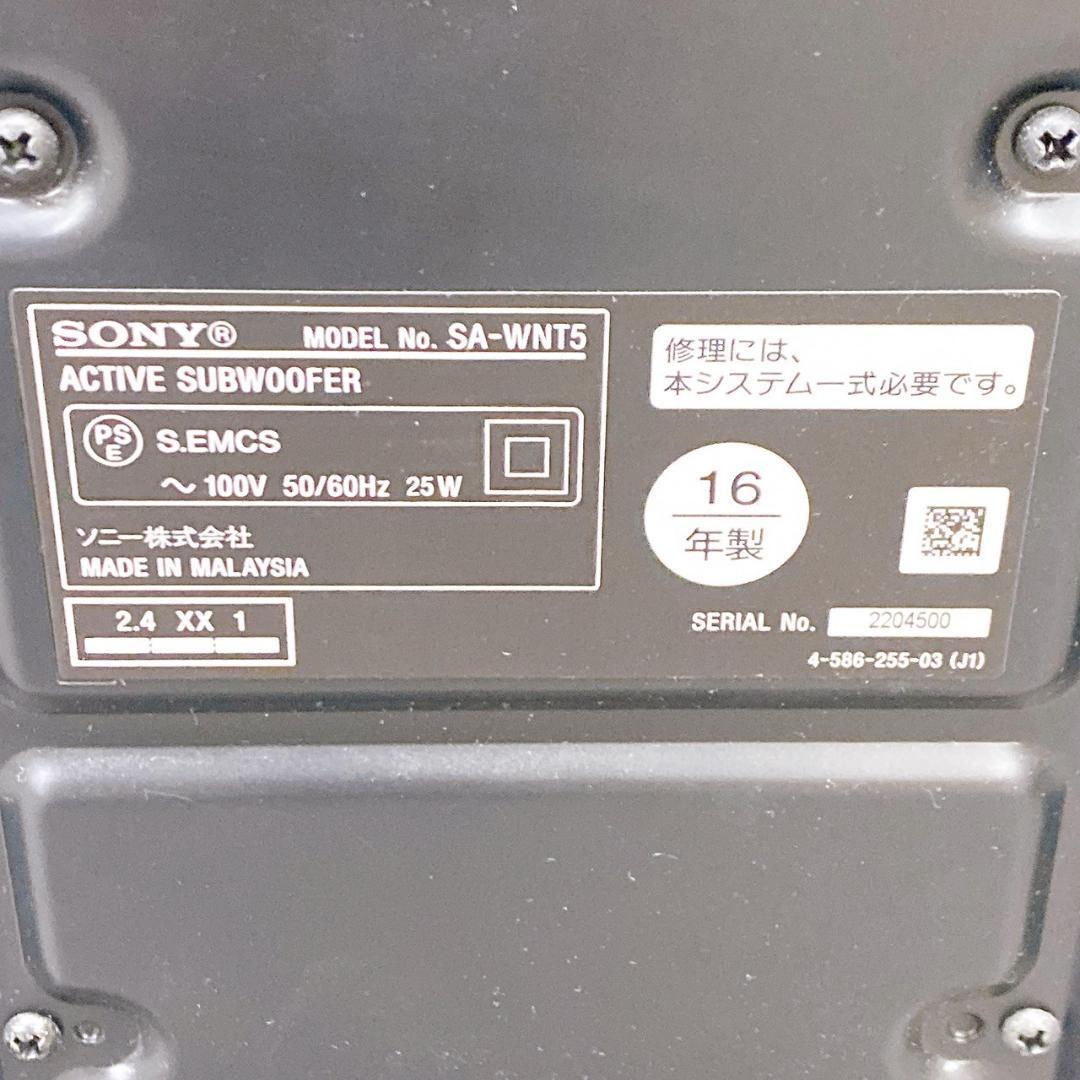 SONY® MODEL No. SA-WNT5
ACTIVE SUBWOOFER
PS
E
S.EMCS
～ 100V 50/60Hz 25W
ソニー株式会社
MADE IN MALAYSIA
2.4 XX 1
修理には、
本システム一式必要です。
16
年製
SERIAL No. 2204500
4-586-255-03 (J1)